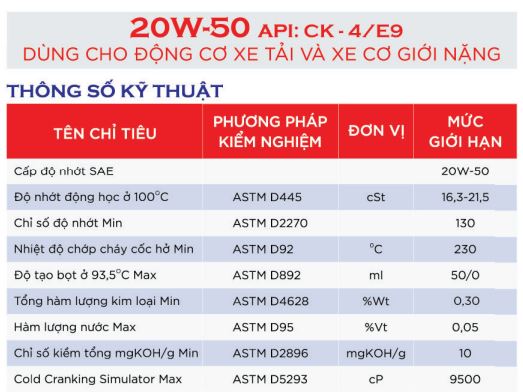 20W-50 API: CK - 4/E9
DÙNG CHO ĐỘNG CƠ XE TẢI VÀ XE CƠ GIỚI NẶNG
THÔNG SỐ KỸ THUẬT
TÊN CHỈ TIÊU PHƯƠNG PHÁP KIỂM NGHIỆM ĐƠN VỊ MỨC GIỚI HẠN
Cấp độ nhớt SAE 20W-50
Độ nhớt động học ở 100°C ASTM D445 cSt 16,3-21,5
Chỉ số độ nhớt Min ASTM D2270 130
Nhiệt độ chớp cháy cốc hở Min ASTM D92 °C 230
Độ tạo bọt ở 93,5°C Max ASTM D892 ml 50/0
Tổng hàm lượng kim loại Min ASTM D4628 %Wt 0,30
Hàm lượng nước Max ASTM D95 %Vt 0,05
Chỉ số kiềm tổng mgKOH/g Min ASTM D2896 mgKOH/g 10
Cold Cranking Simulator Max ASTM D5293 cP 9500